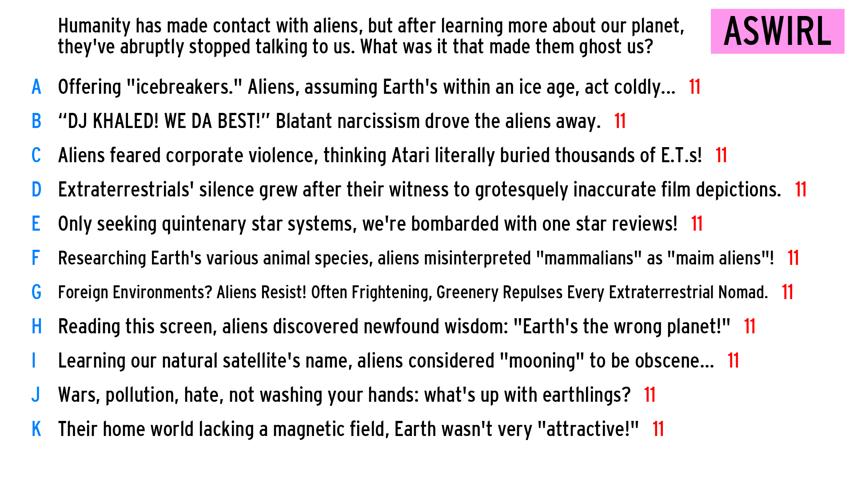 Humanity has made contact with aliens, but after learning more about our planet,
they've abruptly stopped talking to us. What was it that made them ghost us?
ASWIRL
A Offering "icebreakers." Aliens, assuming Earth's within an ice age, act coldly... 11
B “DJ KHALED! WE DA BEST!” Blatant narcissism drove the aliens away. 11
C Aliens feared corporate violence, thinking Atari literally buried thousands of E.T.s! 11
D Extraterrestrials' silence grew after their witness to grotesquely inaccurate film depictions. 11
E Only seeking quintenary star systems, we're bombarded with one star reviews! 11
F Researching Earth's various animal species, aliens misinterpreted "mammalians" as "maim aliens"! 11
G Foreign Environments? Aliens Resist! Often Frightening, Greenery Repulses Every Extraterrestrial Nomad. 11
H Reading this screen, aliens discovered newfound wisdom: "Earth's the wrong planet!" 11
I Learning our natural satellite's name, aliens considered "mooning" to be obscene... 11
J Wars, pollution, hate, not washing your hands: what's up with earthlings? 11
K Their home world lacking a magnetic field, Earth wasn't very "attractive!" 11